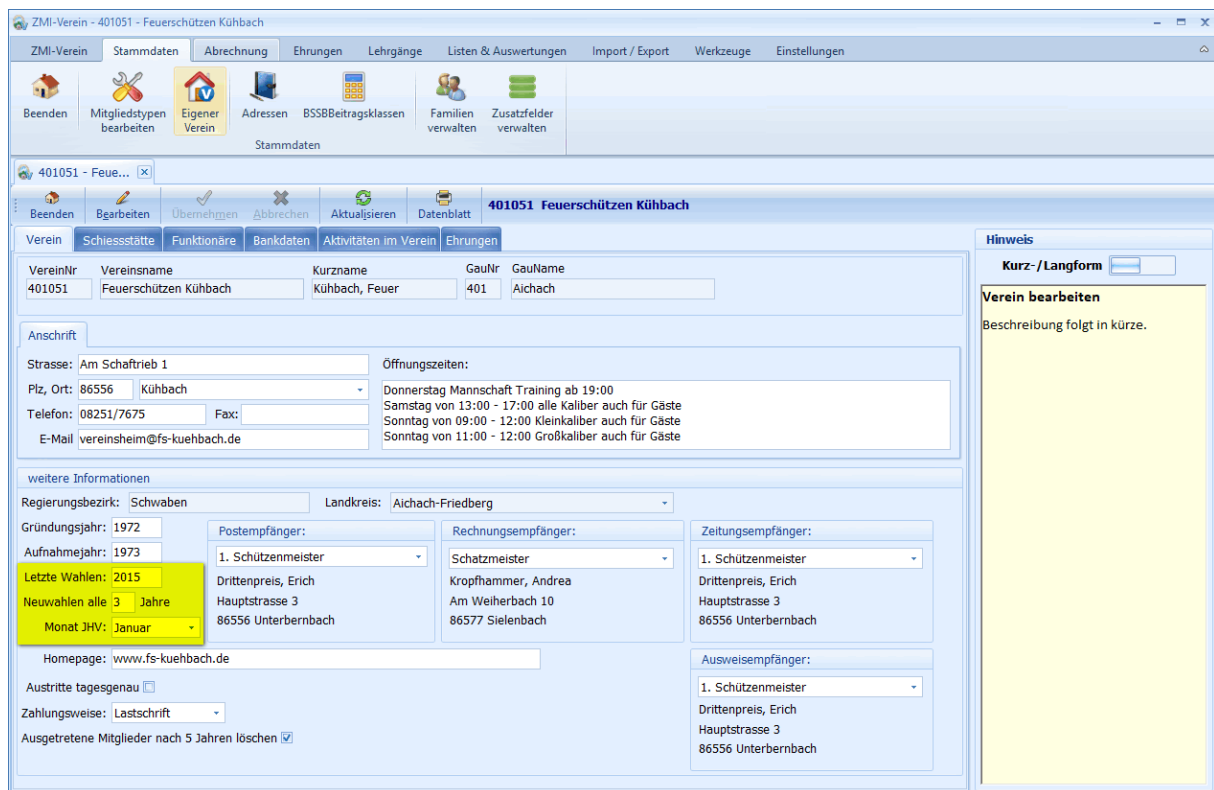 ZMI-Verein - 401051 - Feuerschützen Kühbach
ZMI-Verein Stammdaten Abrechnung Ehrungen Lehrgänge Listen & Auswertungen Import / Export Werkzeuge Einstellungen
Beenden Mitgliedstypen bearbeiten Eigener Verein Adressen BSSBBeitragsklassen Familien verwalten Zusatzfelder verwalten
Stammdaten
401051 - Feue...
Beenden Bearbeiten Übernehmen Abbrechen Aktualisieren Datenblatt 401051 Feuerschützen Kühbach
Verein Schiessstätte Funktionäre Bankdaten Aktivitäten im Verein Ehrungen
VereinNr Vereinsname Kurzname GauNr GauName
401051 Feuerschützen Kühbach Kühbach, Feuer 401 Aichach
Anschrift
Strasse: Am Schaftrieb 1
Plz, Ort: 86556 Kühbach
Telefon: 08251/7675 Fax:
E-Mail vereinsheim@fs-kuehbach.de
Öffnungszeiten:
Donnerstag Mannschaft Training ab 19:00
Samstag von 13:00 - 17:00 alle Kaliber auch für Gäste
Sonntag von 09:00 - 12:00 Kleinkaliber auch für Gäste
Sonntag von 11:00 - 12:00 Großkaliber auch für Gäste
weitere Informationen
Regierungsbezirk: Schwaben Landkreis: Aichach-Friedberg
Gründungsjahr: 1972
Aufnahmejahr: 1973
Letzte Wahlen: 2015
Neuwahlen alle 3 Jahre
Monat JHV: Januar
Postempfänger:
1. Schützenmeister
Drittenpreis, Erich
Hauptstrasse 3
86556 Unterbernbach
Rechnungsempfänger:
Schatzmeister
Kropfhammer, Andrea
Am Weiherbach 10
86577 Sielenbach
Zeitungsempfänger:
1. Schützenmeister
Drittenpreis, Erich
Hauptstrasse 3
86556 Unterbernbach
Homepage: www.fs-kuehbach.de
Austritte tagesgenau
Zahlungsweise: Lastschrift
Ausgetretene Mitglieder nach 5 Jahren löschen
Ausweisempfänger:
1. Schützenmeister
Drittenpreis, Erich
Hauptstrasse 3
86556 Unterbernbach
Hinweis
Kurz-/Langform
Verein bearbeiten
Beschreibung folgt in kürze.